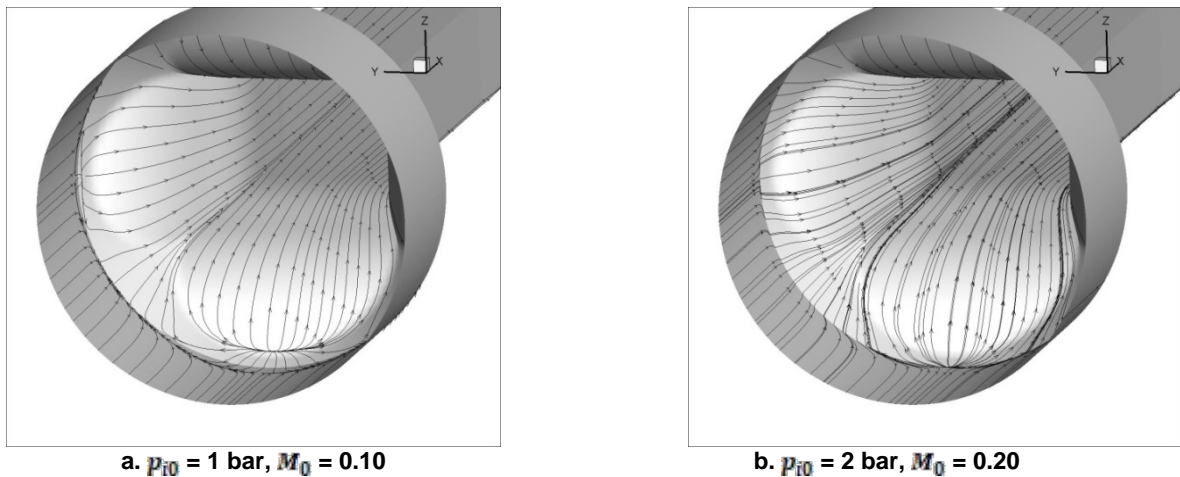 Z
Y
X
Z
Y
X
a. pi0 = 1 bar, M0 = 0.10
b. pi0 = 2 bar, M0 = 0.20